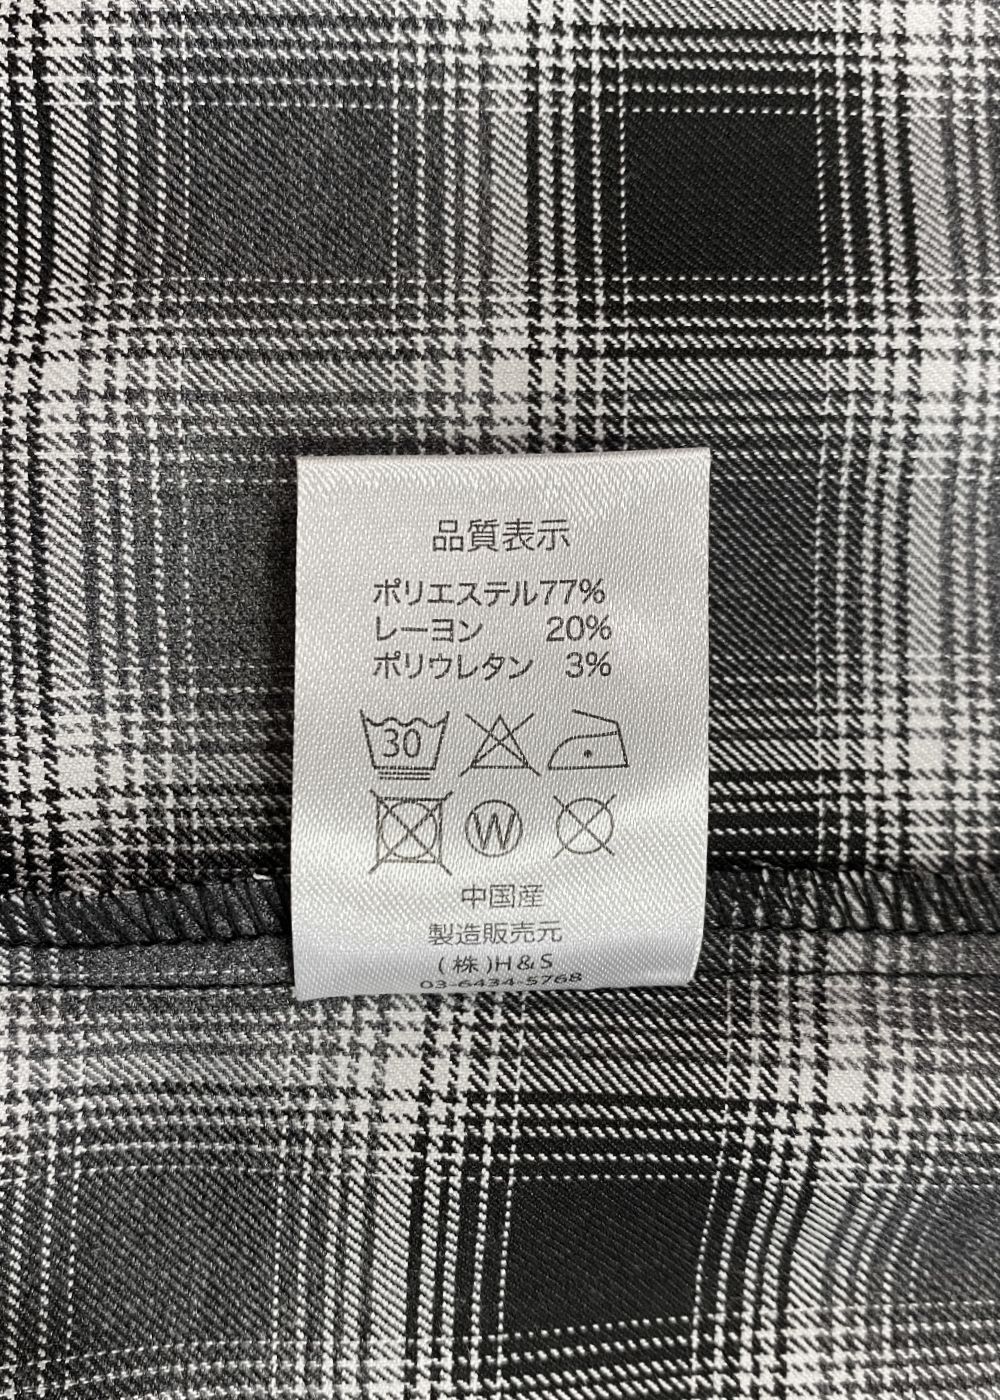 品質表示
ポリエステル77%
レーヨン 20%
ポリウレタン 3%
30
W
中国産
製造販売元
(株)H&S
03-6434-5768